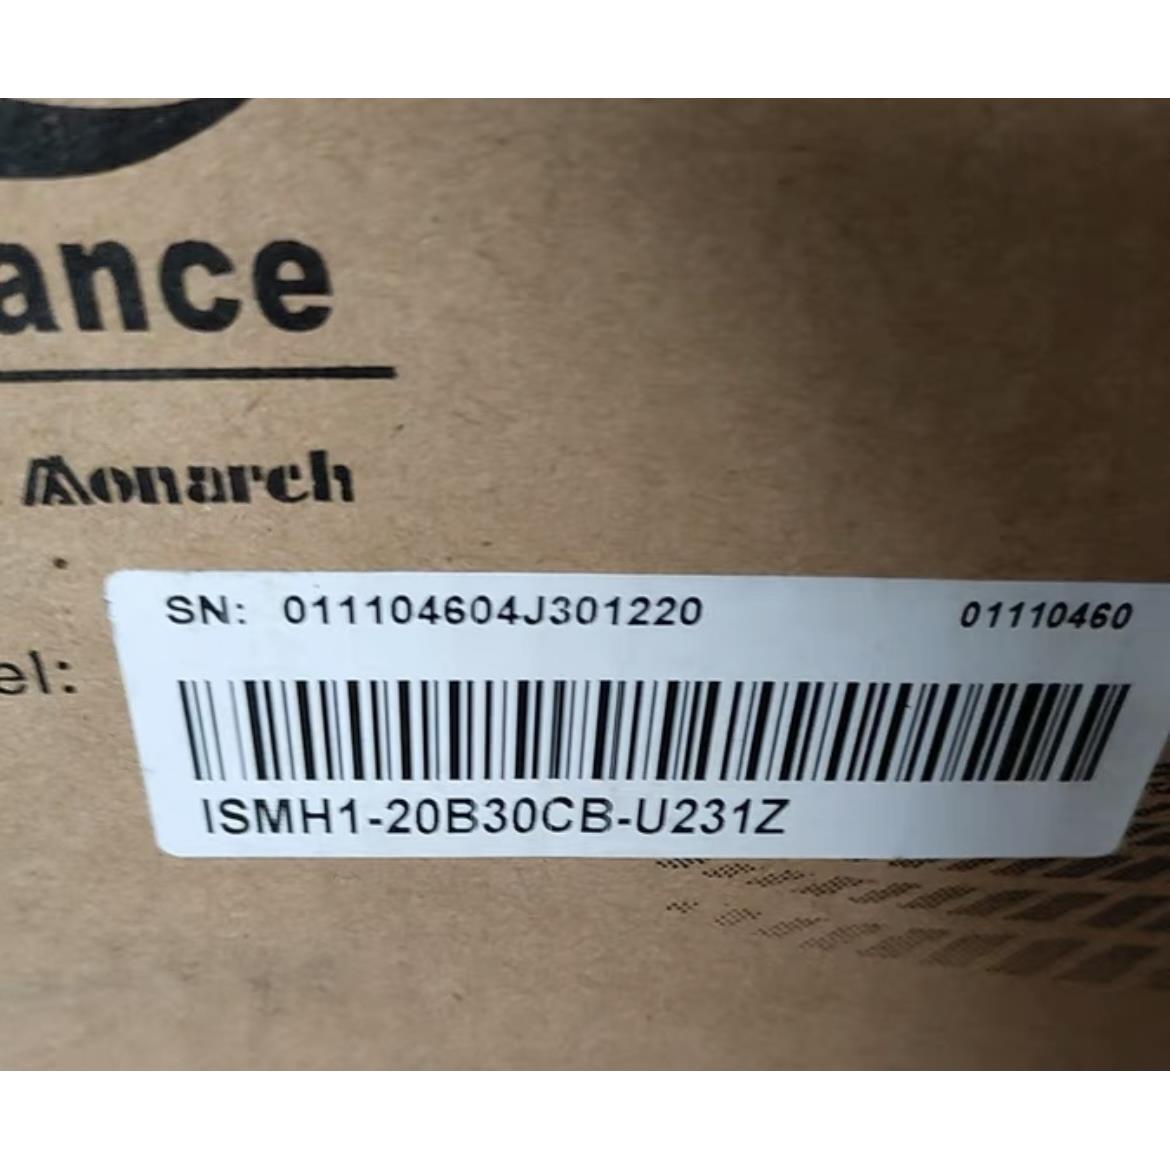 ance
Monarch
SN: 011104604J301220 01110460
el:
ISMH1-20B30CB-U231Z